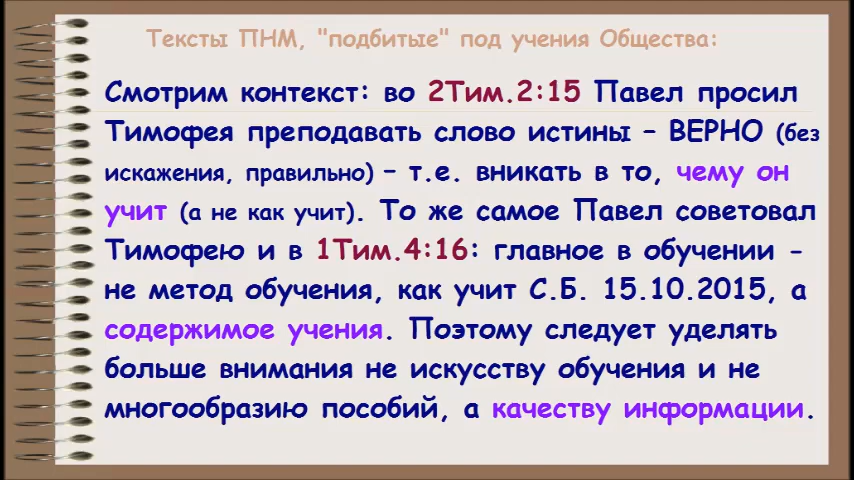 Тексты ПНМ, "подбитые" под учения Общества:
Смотрим контекст: во 2Тим.2:15 Павел просил
Тимофея преподавать слово истины – ВЕРНО (без
искажения, правильно) – т.е. вникать в то, чему он
учит (а не как учит). То же самое Павел советовал
Тимофею и в 1Тим.4:16: главное в обучении -
не метод обучения, как учит С.Б. 15.10.2015, а
содержимое учения. Поэтому следует уделять
больше внимания не искусству обучения и не
многообразию пособий, а качеству информации.